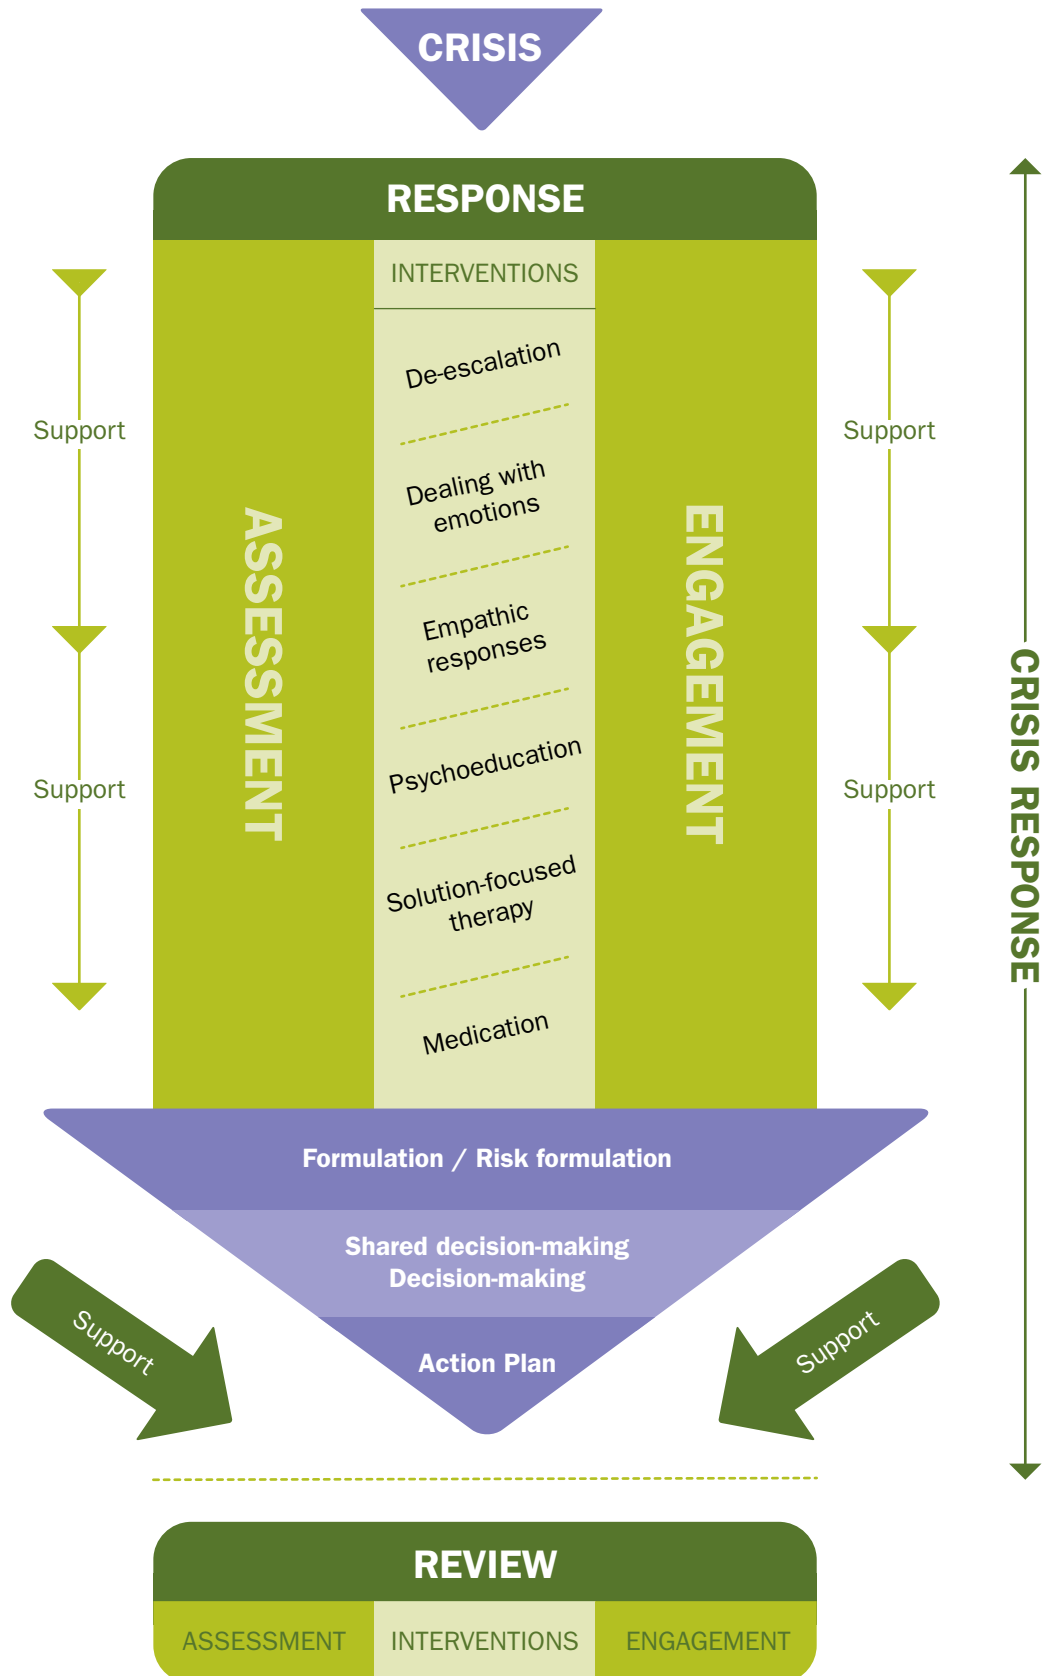 CRISIS
RESPONSE
INTERVENTIONS
De-escalation
Support
Support
Dealing with
emotions
ASSESSMENT
ENGAGEMENT
Empathic
responses
CRISIS RESPONSE
Psychoeducation
Support
Support
Solution-focused
therapy
Medication
Formulation / Risk formulation
Shared decision-making
Decision-making
Support
Support
Action Plan
REVIEW
ASSESSMENT
INTERVENTIONS
ENGAGEMENT